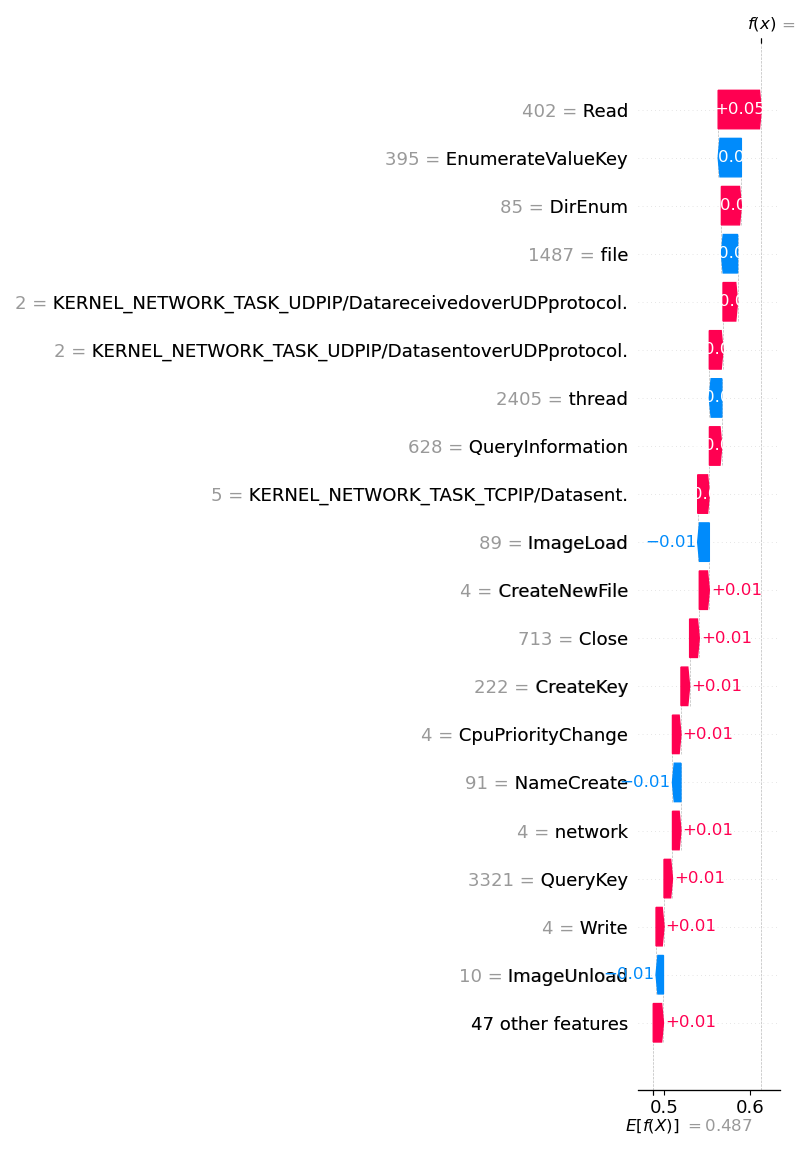 f(x) =
402 = Read
+0.05
395 = EnumerateValueKey
85 = DirEnum
1487 = file
2 = KERNEL_NETWORK_TASK_UDPIP/DatareceivedoverUDPprotocol.
2 = KERNEL_NETWORK_TASK_UDPIP/DatasentoverUDPprotocol.
2405 = thread
628 = QueryInformation
5 = KERNEL_NETWORK_TASK_TCPIP/Datasent.
89 = ImageLoad
−0.01
4 = CreateNewFile
+0.01
713 = Close
+0.01
222 = CreateKey
+0.01
4 = CpuPriorityChange
+0.01
91 = NameCreate
−0.01
4 = network
+0.01
3321 = QueryKey
+0.01
4 = Write
+0.01
10 = ImageUnload
−0.01
47 other features
+0.01
0.5 0.6
E[f(X)] = 0.487